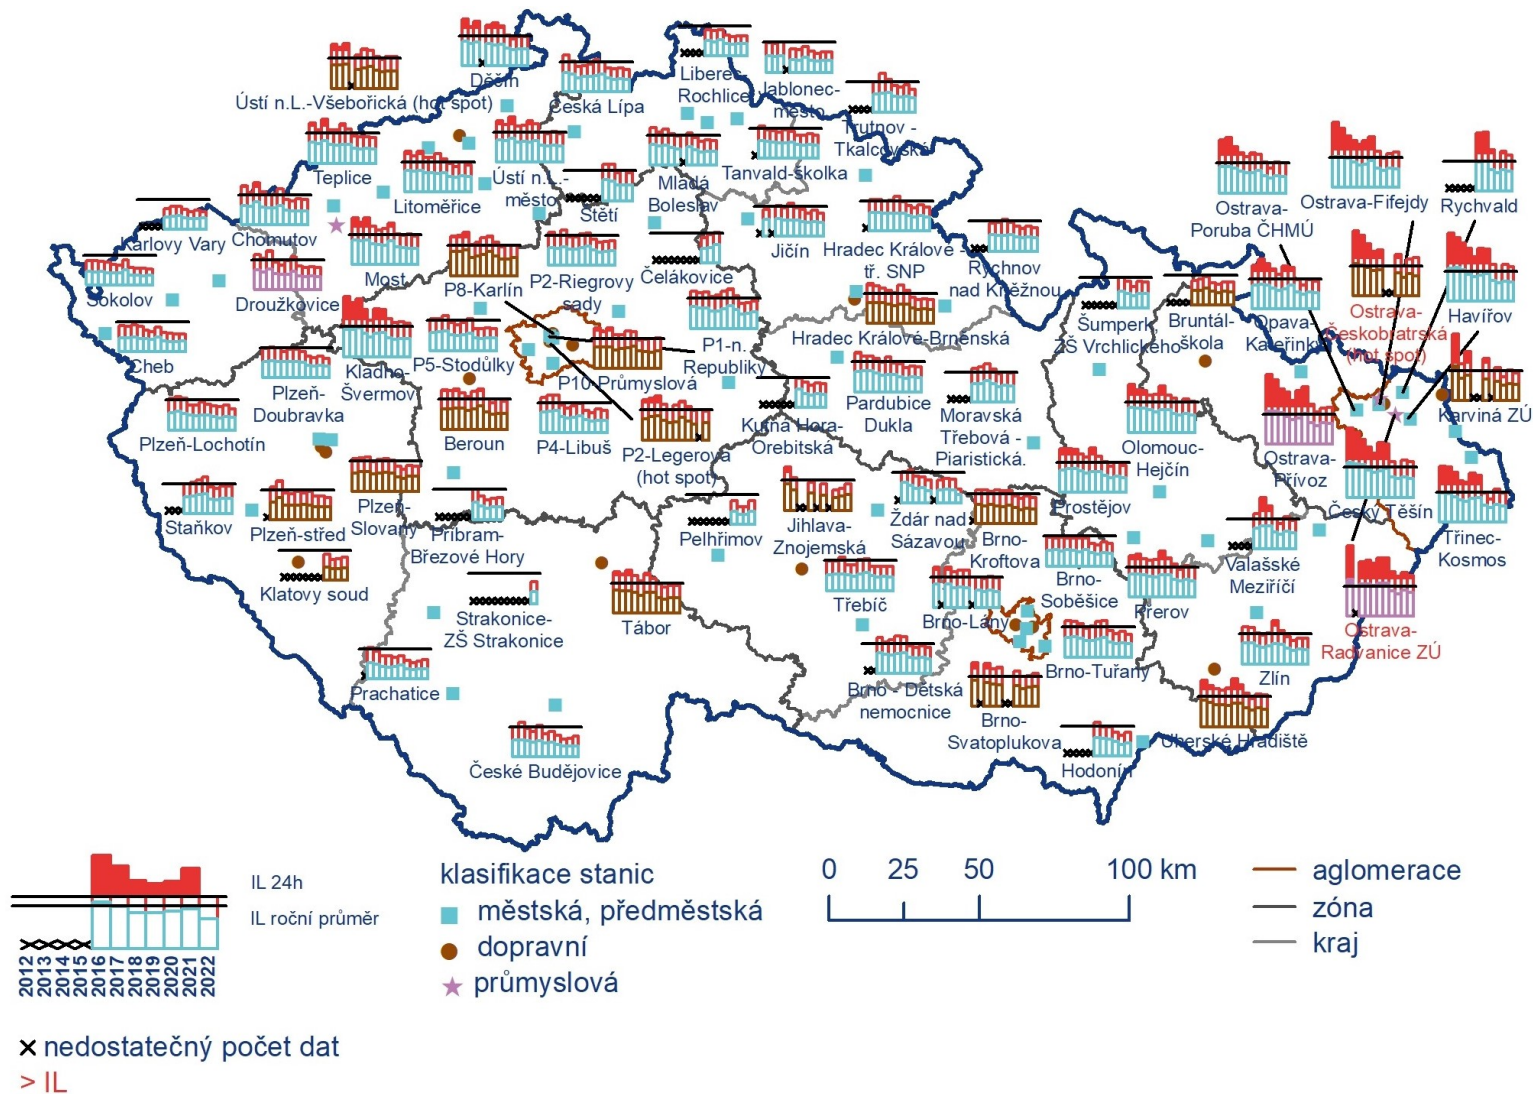 Děčín
Ústí n.L.-Všebořická (hot spot)
Česká Lípa
Liberec
Rochlice
Jablonec-
město
Trutnov -
Tkalcovská
Teplice
Litoměřice
Ústí n.L.-
město
Štětí
Mladá
Boleslav
Tanvald-školka
Ostrava-
Poruba ČHMÚ
Ostrava-Fifejdy
Rychvald
Karlovy Vary
Chomutov
Most
Sokolov
Droužkovice
P8-Karlín
P2-Riegrovy
sady
Čelákovice
Jičín
Hradec Králové -
tř. SNP
Rychnov
nad Kněžnou
Šumperk-
ZŠ Vrchlického
Bruntál-
škola
Opava-
Kateřinky
Ostrava-
Českobratrská
(hot spot)
Havířov
Cheb
Plzeň-
Doubravka
Kladno-
Švermov
P5-Stodůlky
P10-Průmyslová
P1-n.
Republiky
Hradec Králové-Brněnská
Plzeň-Lochotín
Beroun
P4-Libuš
P2-Legerova
(hot spot)
Kutná Hora-
Orebitská
Pardubice
Dukla
Moravská
Třebová -
Piaristická.
Olomouc-
Hejčín
Ostrava-
Přívoz
Karviná ZÚ
Staňkov
Plzeň-střed
Plzeň-
Slovany
Příbram-
Březové Hory
Pelhřimov
Jihlava-
Znojemská
Ždár nad
Sázavou
Brno-
Kroftova
Prostějov
Český Těšín
Třinec-
Kosmos
Klatovy soud
Strakonice-
ZŠ Strakonice
Tábor
Třebíč
Brno-Lány
Brno-
Soběšice
Přerov
Valašské
Meziříčí
Ostrava-
Radvanice ZÚ
Prachatice
Brno - Dětská
nemocnice
Brno-Tuřany
Zlín
České Budějovice
Brno-
Svatoplukova
Hodonín
Uherské Hradiště
IL 24h
IL roční průměr
2012
2013
2014
2015
2016
2017
2018
2019
2020
2021
2022
nedostatečný počet dat
> IL
klasifikace stanic
městská, předměstská
dopravní
průmyslová
0 25 50 100 km
aglomerace
zóna
kraj